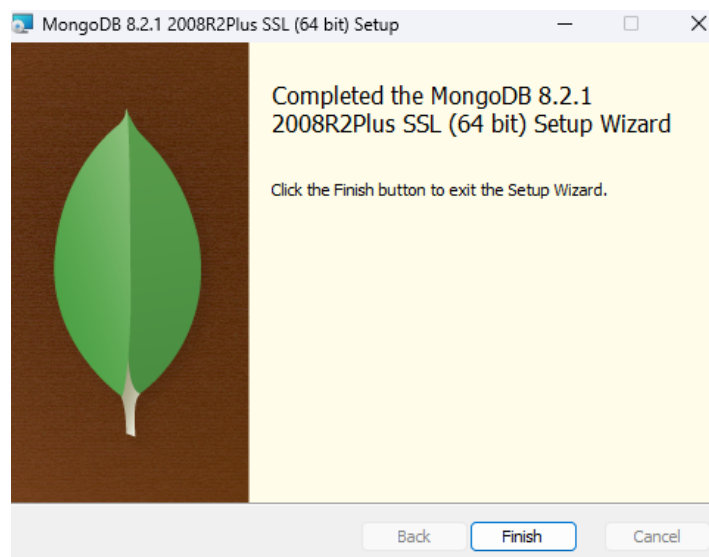 MongoDB 8.2.1 2008R2Plus SSL (64 bit) Setup
Completed the MongoDB 8.2.1
2008R2Plus SSL (64 bit) Setup Wizard
Click the Finish button to exit the Setup Wizard.
Back Finish Cancel